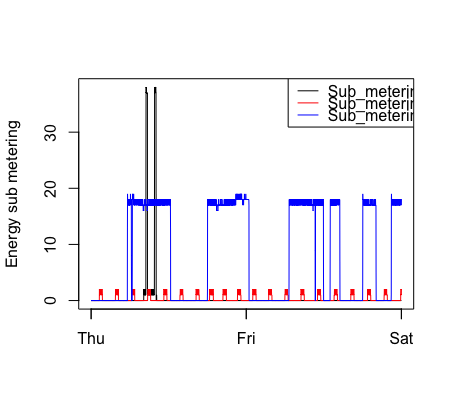 Energy sub metering
30
20
10
0
Thu
Fri
Sat
Sub_meterin
Sub_meterin
Sub_meterin